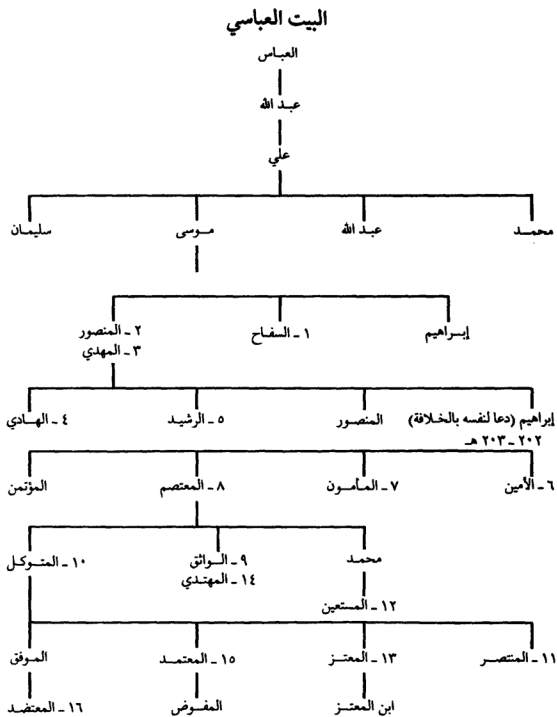 البيت العباسي
العباس
عبد الله
علي
محمد
عبد الله
موسى
سليمان
إبراهيم
١ - السفاح
٢ - المنصور
٣ - المهدي
إبراهيم (دعا لنفسه بالخلافة)
٢٠٢ - ٢٠٣ هـ
المنصور
٥ - الرشيد
٤ - الهادي
٦ - الأمين
٧ - المأمون
٨ - المعتصم
المؤتمن
محمد
٩ - الواثق
١٤ - المهتدي
١٠ - المتوكل
١٢ - المستعين
١١ - المنتصر
١٣ - المعتز
١٥ - المعتمد
الموفق
ابن المعتز
المفوض
١٦ - المعتضد